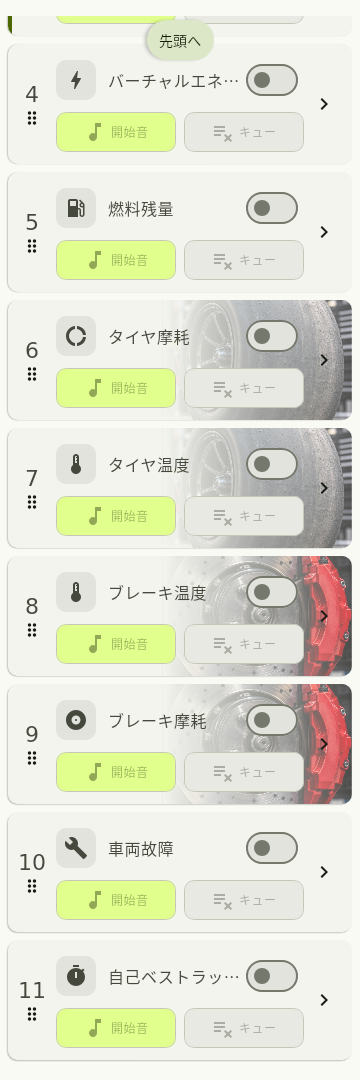 先頭へ
4
バーチャルエネ…
開始音
キュー
5
燃料残量
開始音
キュー
6
タイヤ摩耗
開始音
キュー
7
タイヤ温度
開始音
キュー
8
ブレーキ温度
開始音
キュー
9
ブレーキ摩耗
開始音
キュー
10
車両故障
開始音
キュー
11
自己ベストラッ…
開始音
キュー